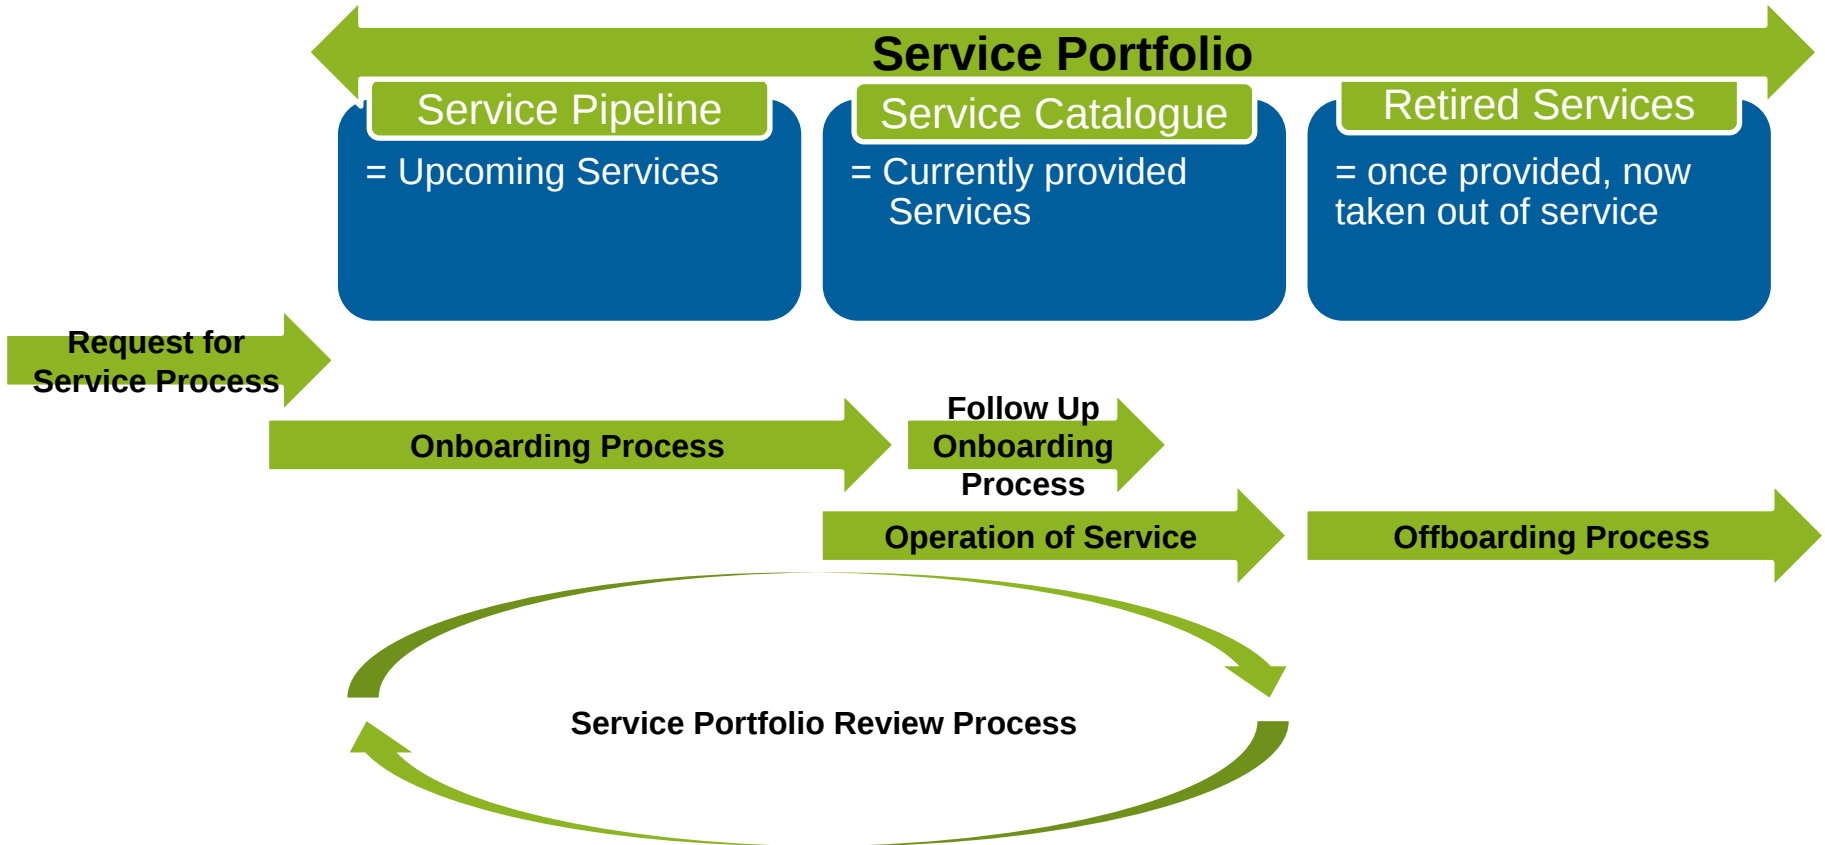 Service Portfolio
Service Pipeline
= Upcoming Services
Service Catalogue
= Currently provided
Services
Retired Services
= once provided, now
taken out of service
Request for
Service Process
Onboarding Process
Follow Up
Onboarding
Process
Operation of Service
Offboarding Process
Service Portfolio Review Process